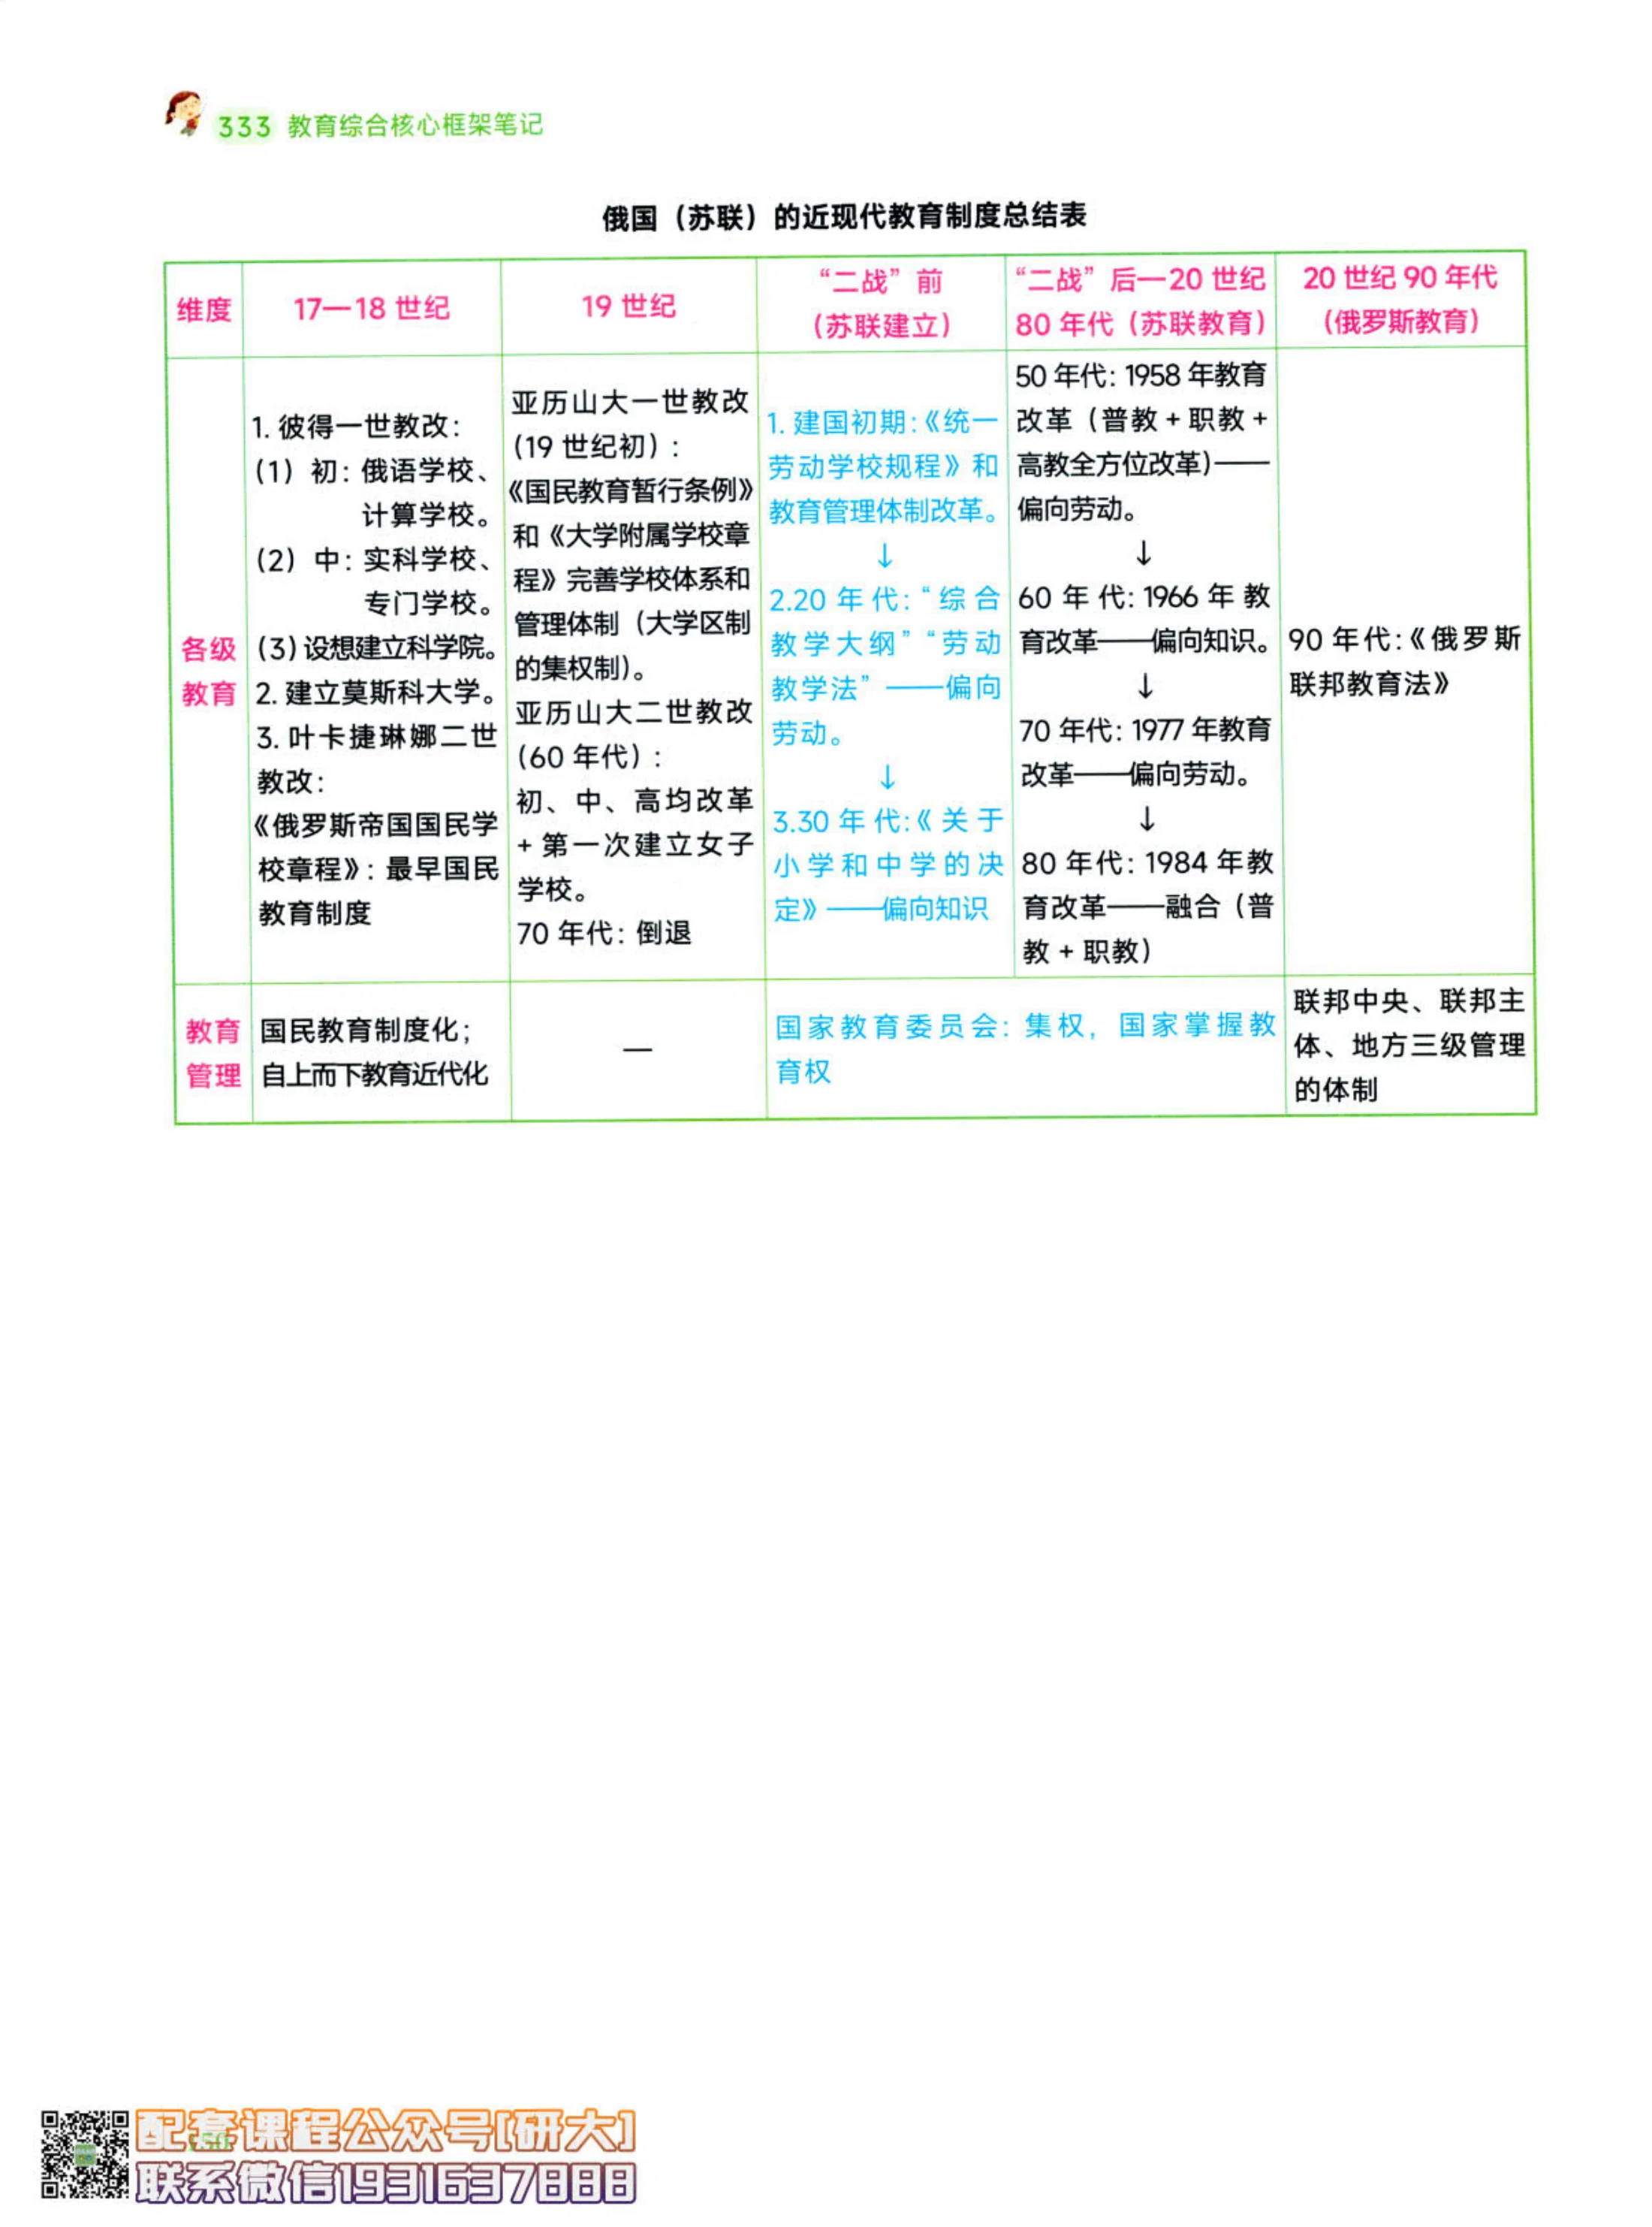 333 教育综合核心框架笔记
俄国（苏联）的近现代教育制度总结表
维度
17—18 世纪
19 世纪
“二战”前
（苏联建立）
“二战”后—20 世纪
80 年代（苏联教育）
20 世纪 90 年代
（俄罗斯教育）
各级
教育
1. 彼得一世教改：
（1）初：俄语学校、
计算学校。
（2）中：实科学校、
专门学校。
（3）设想建立科学院。
2. 建立莫斯科大学。
3. 叶卡捷琳娜二世
教改：
《俄罗斯帝国国民学
校章程》：最早国民
教育制度
亚历山大一世教改
（19 世纪初）：
《国民教育暂行条例》
和《大学附属学校章
程》完善学校体系和
管理体制（大学区制
的集权制）。
亚历山大二世教改
（60 年代）：
初、中、高均改革
+ 第一次建立女子
学校。
70 年代：倒退
1. 建国初期：《统一
劳动学校规程》和
教育管理体制改革。
↓
2.20 年代：“综合
教学大纲”“劳动
教学法”——偏向
劳动。
↓
3.30 年代：《关于
小学和中学的决
定》——偏向知识
50 年代：1958 年教育
改革（普教 + 职教 +
高教全方位改革）——
偏向劳动。
↓
60 年代：1966 年教
育改革——偏向知识。
↓
70 年代：1977 年教育
改革——偏向劳动。
↓
80 年代：1984 年教
育改革——融合（普
教 + 职教）
90 年代：《俄罗斯
联邦教育法》
教育
管理
国民教育制度化；
自上而下教育近代化
—
国家教育委员会：集权，国家掌握教
育权
联邦中央、联邦主
体、地方三级管理
的体制
配套课程公众号[研大]
联系微信1931637888